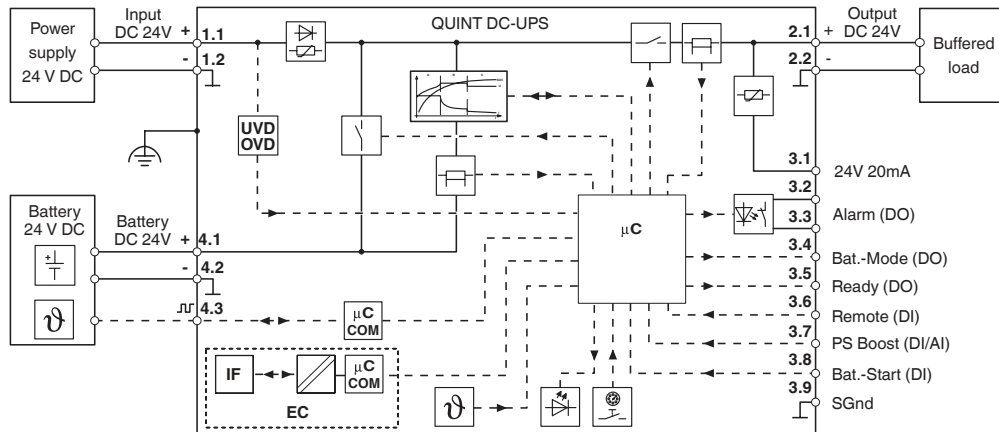 QUINT DC-UPS
Power
supply
24 V DC
Input
DC 24V
+
1.1
-
1.2
2.1
+
Output
DC 24V
2.2
-
Buffered
load
UVD
OVD
3.1
24V 20mA
3.2
3.3
Alarm (DO)
μC
3.4
Bat.-Mode (DO)
3.5
Ready (DO)
3.6
Remote (DI)
3.7
PS Boost (DI/AI)
3.8
Bat.-Start (DI)
3.9
SGnd
Battery
24 V DC
Battery
DC 24V
+
4.1
-
4.2
4.3
ϑ
μC
COM
IF
μC
COM
EC
ϑ